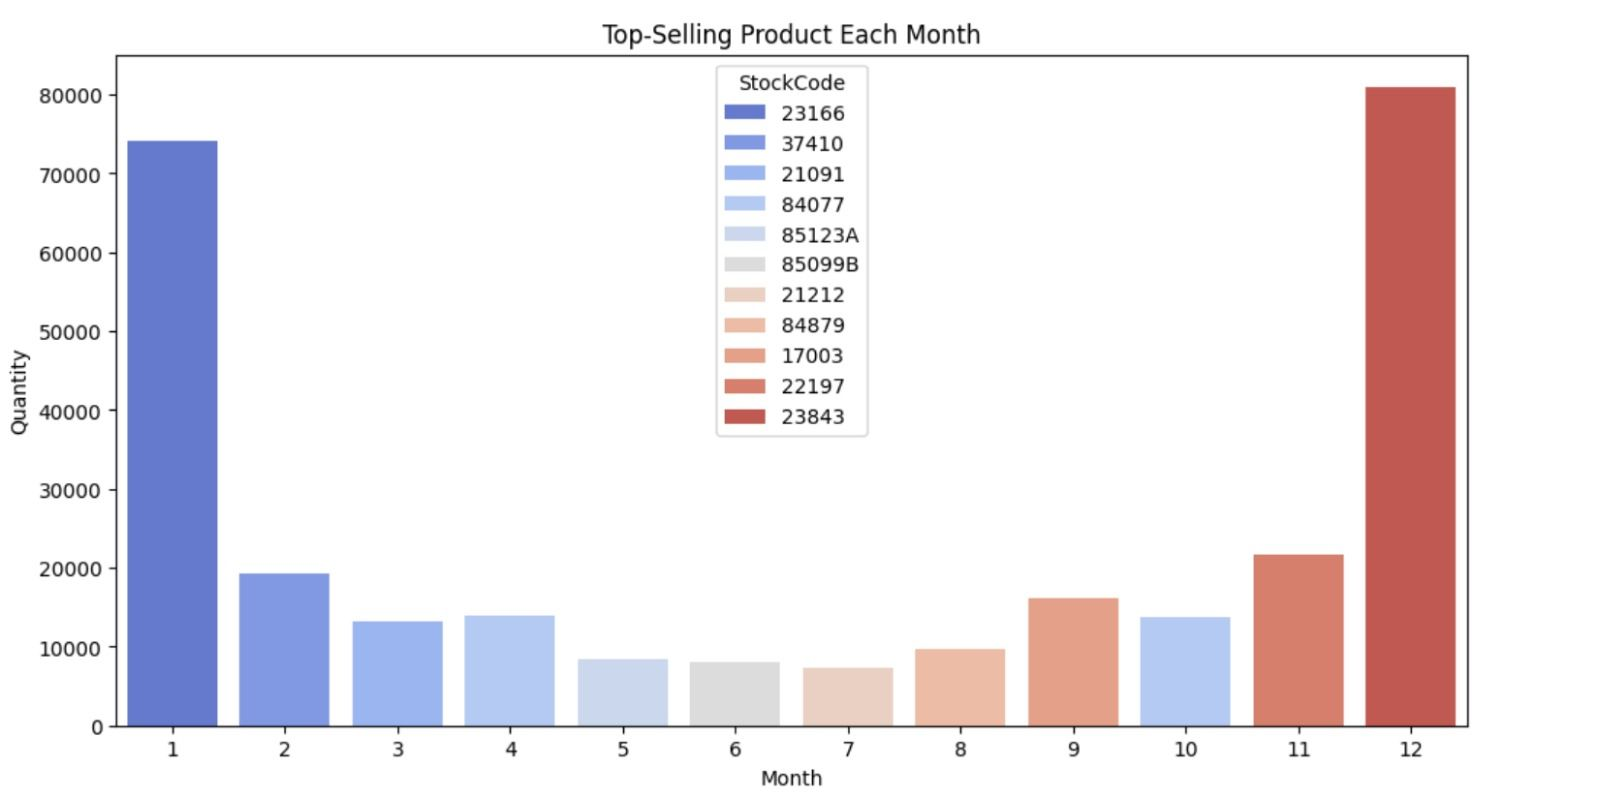 Top-Selling Product Each Month
StockCode
23166
37410
21091
84077
85123A
85099B
21212
84879
17003
22197
23843
Quantity
80000
70000
60000
50000
40000
30000
20000
10000
0
1 2 3 4 5 6 7 8 9 10 11 12
Month